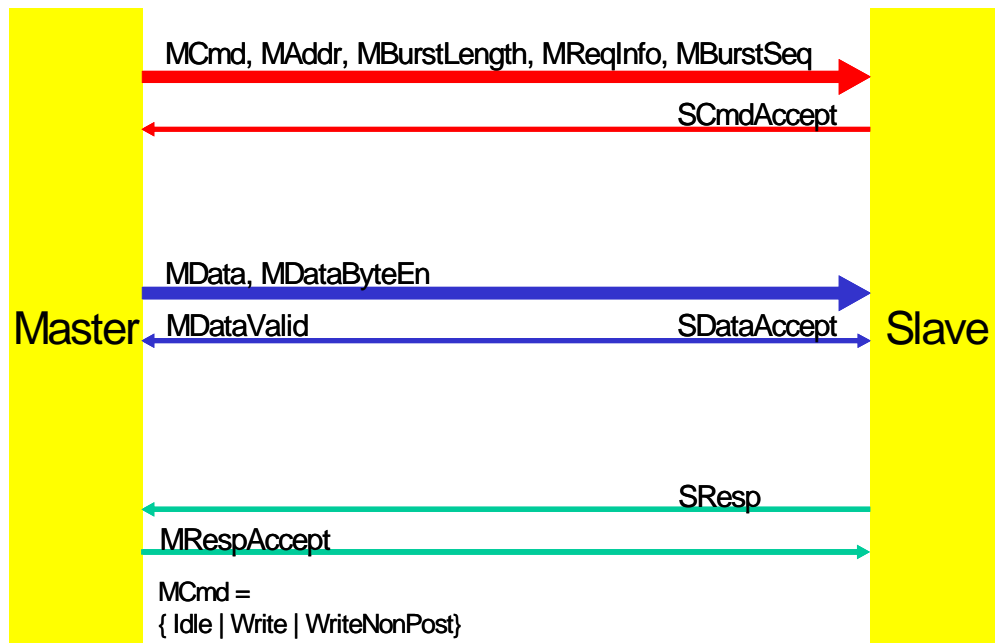 MCmd, MAddr, MBurstLength, MReqInfo, MBurstSeq
SCmdAccept
MData, MDataByteEn
Master
MDataValid
SDataAccept
Slave
SResp
MRespAccept
MCmd =
{ Idle | Write | WriteNonPost}